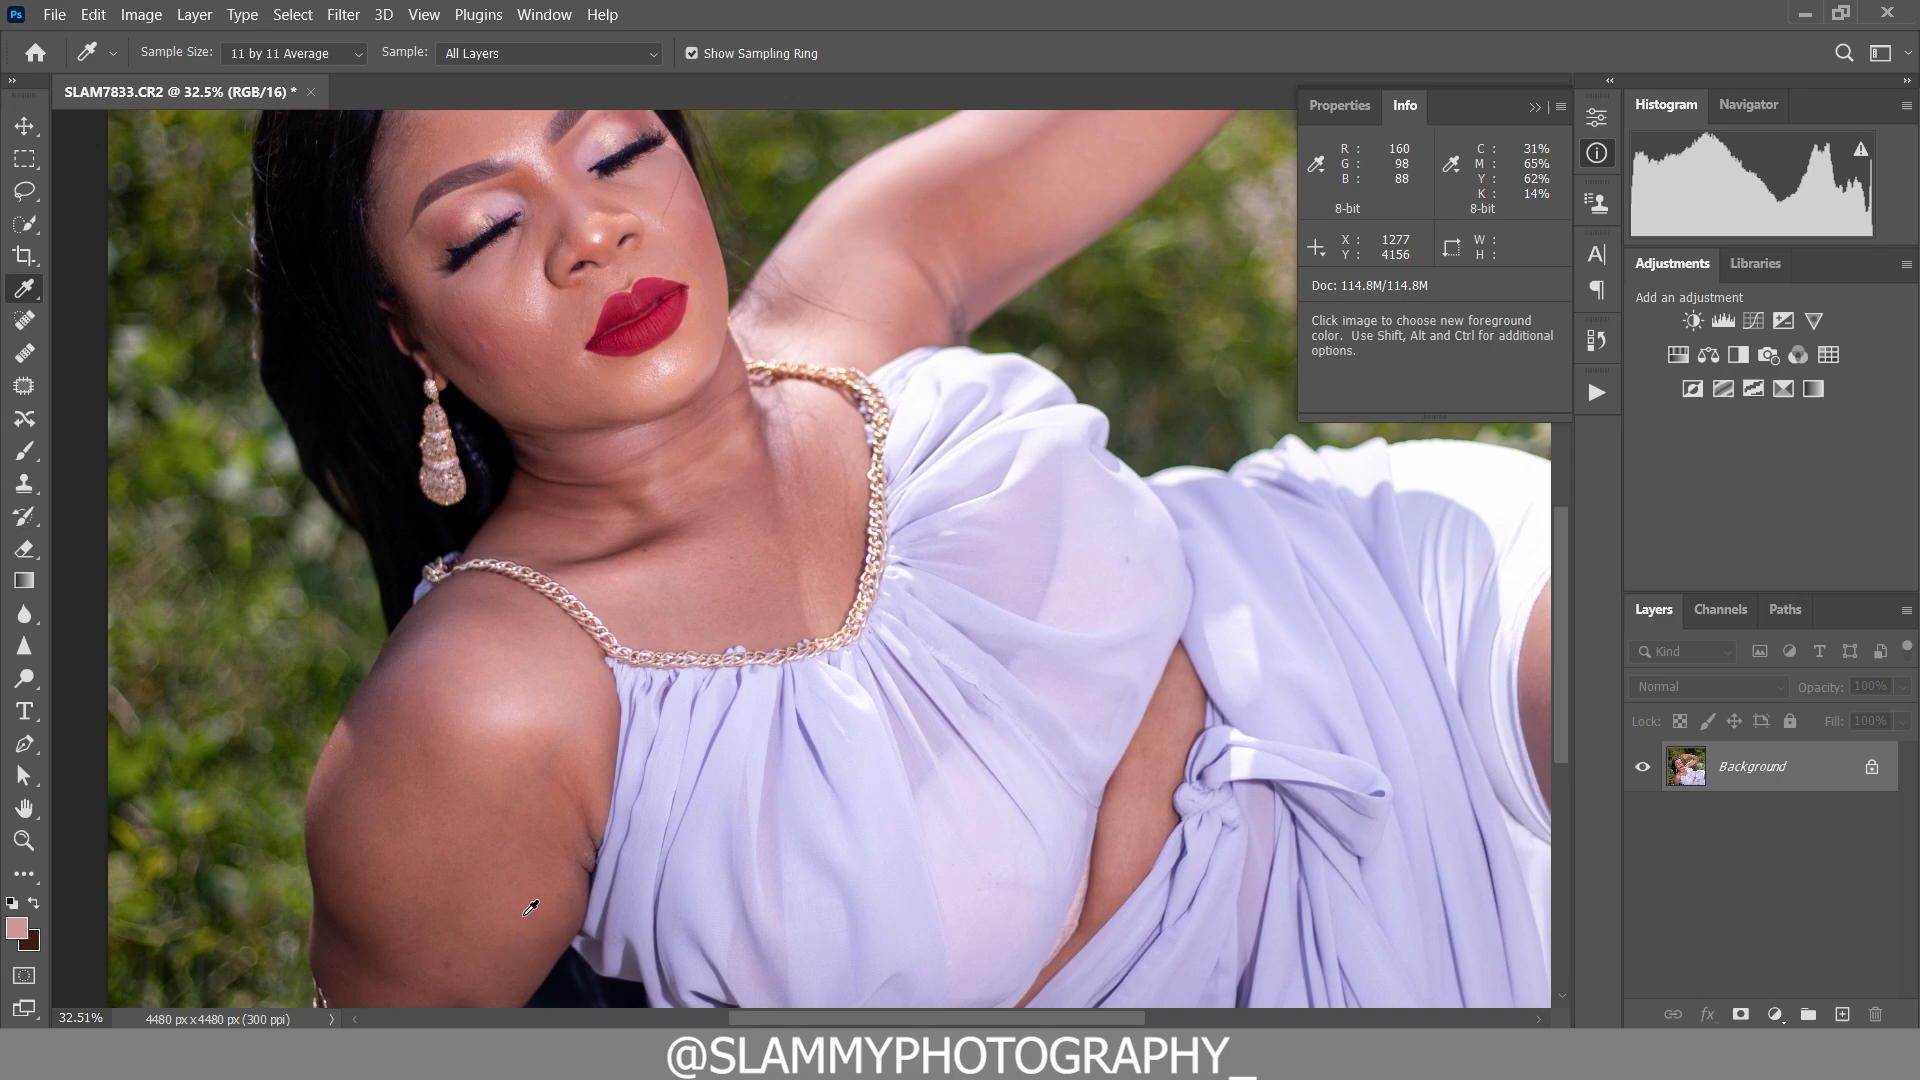 Ps File Edit Image Layer Type Select Filter 3D View Plugins Window Help
Sample Size: 11 by 11 Average Sample: All Layers Show Sampling Ring
SLAM7833.CR2 @ 32.5% (RGB/16) * ×
Properties Info
R : 160 C : 31%
G : 98 M : 65%
B : 88 Y : 62%
K : 14%
8-bit 8-bit
X : 1277 W :
Y : 4156 H :
Doc: 114.8M/114.8M
Click image to choose new foreground
color. Use Shift, Alt and Ctrl for additional
options.
Histogram Navigator
Adjustments Libraries
Add an adjustment
Layers Channels Paths
Kind
Normal Opacity: 100%
Lock: Fill: 100%
Background
fx
32.51% 4480 px x 4480 px (300 ppi)
@SLAMMYPHOTOGRAPHY_